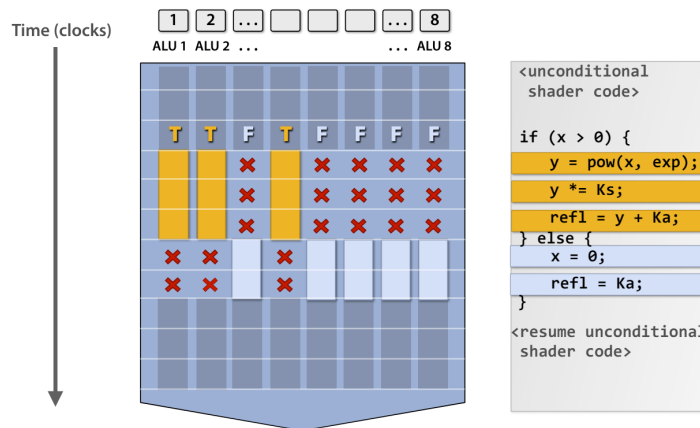 1 2 ... ... 8
Time (clocks)
ALU 1 ALU 2 . . . . . . ALU 8
<unconditional
shader code>
T T F T F F F F
if (x > 0) {
y = pow(x, exp);
y *= Ks;
refl = y + Ka;
} else {
x = 0;
refl = Ka;
}
<resume unconditional
shader code>